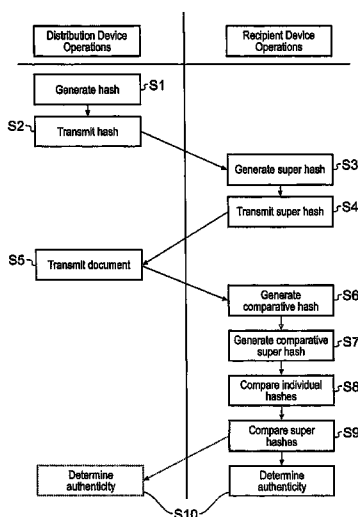 Distribution Device
Operations
Recipient Device
Operations
Generate hash
S1
S2
Transmit hash
Generate super hash
S3
Transmit super hash
S4
S5
Transmit document
Generate
comparative hash
S6
Generate comparative
super hash
S7
Compare individual
hashes
S8
Compare super
hashes
S9
Determine
authenticity
Determine
authenticity
S10